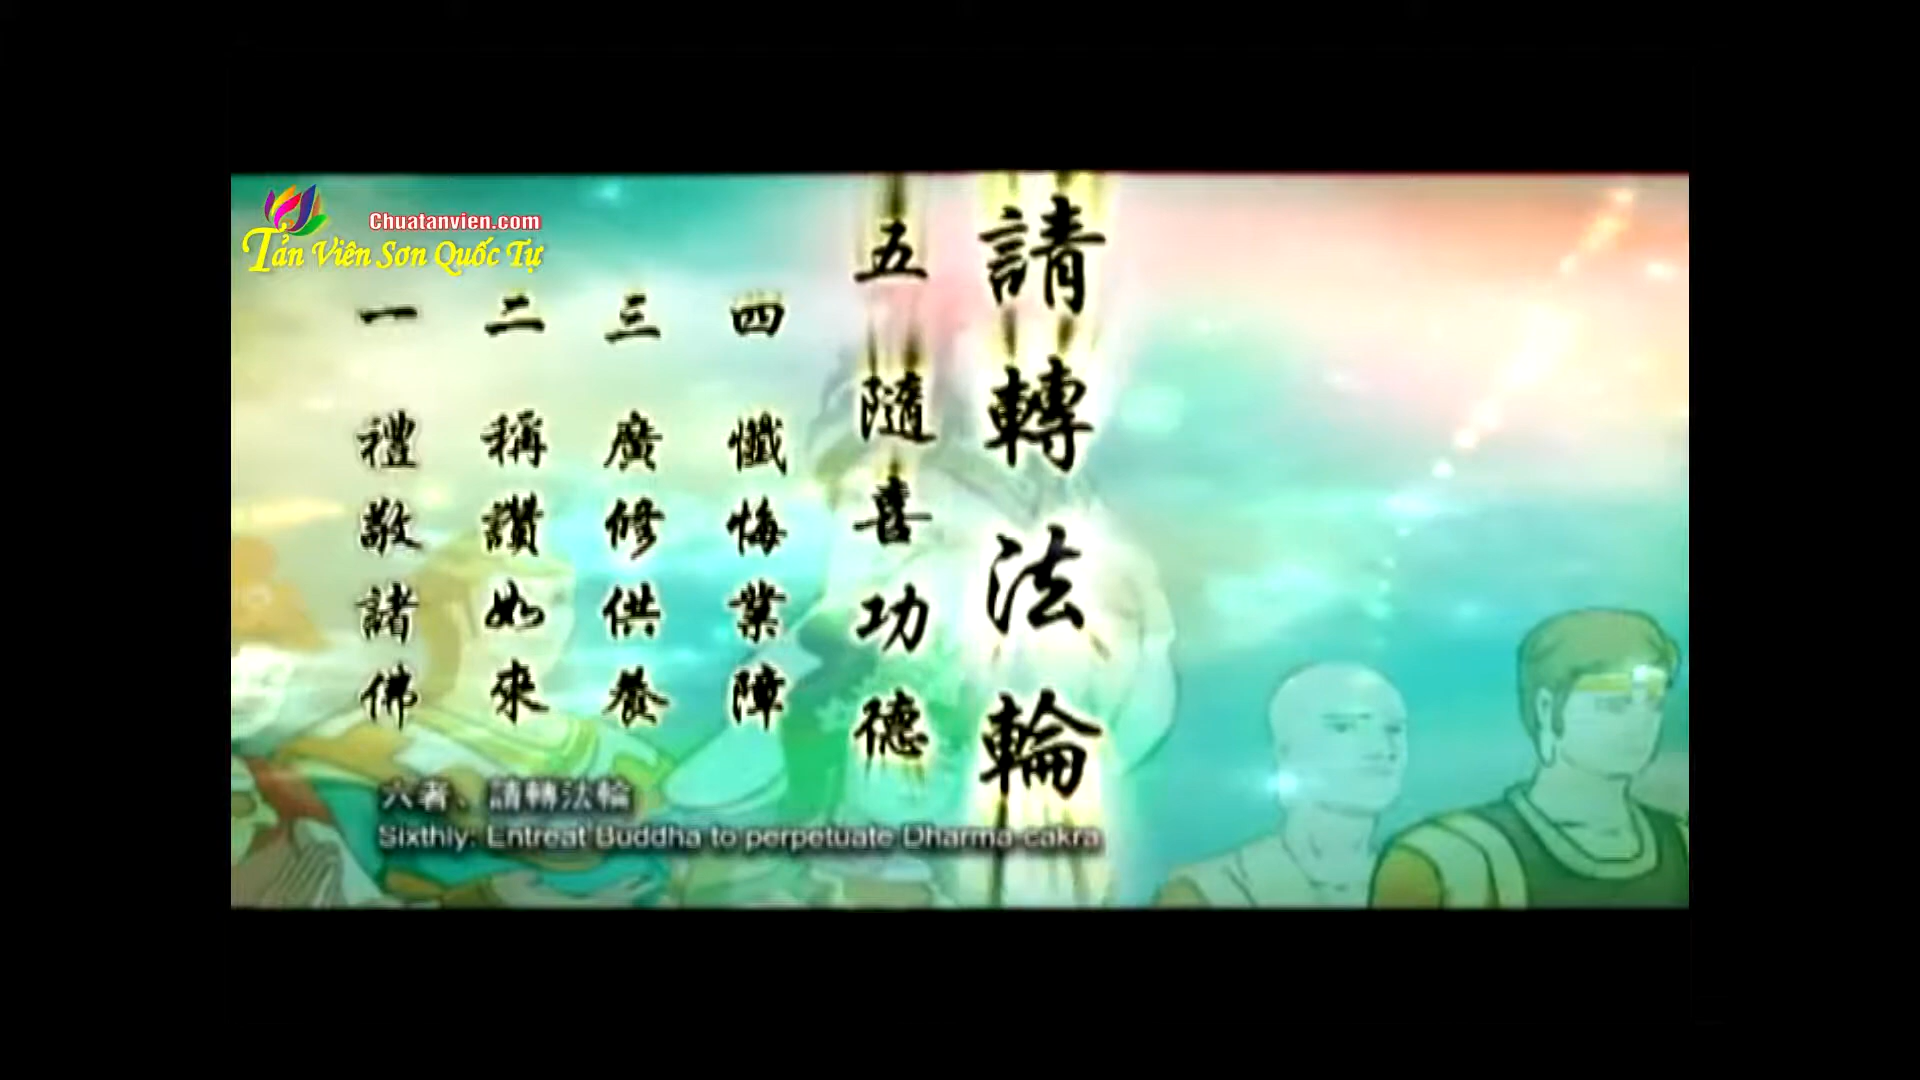 Chuatanvien.com
Tản Viên Sơn Quốc Tự
一 禮敬諸佛
二 稱讚如來
三 廣修供養
四 懺悔業障
五 隨喜功德
請轉法輪
六者、請轉法輪
Sixthly. Entreat Buddha to perpetuate Dharma-cakra